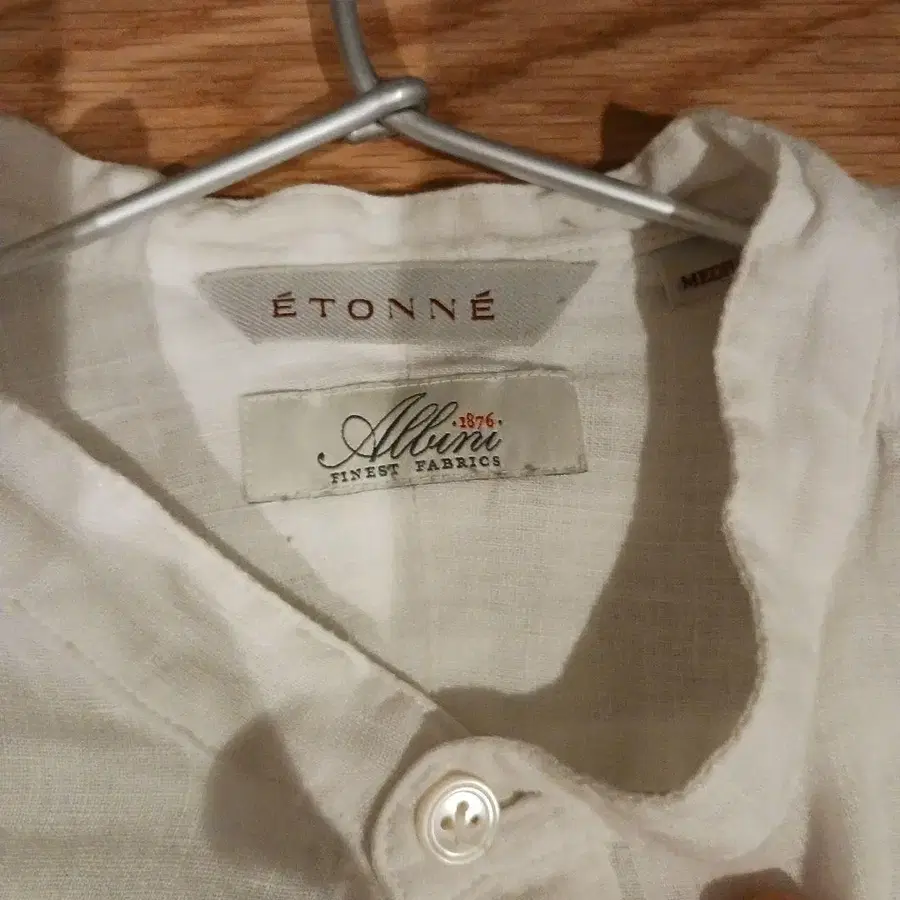 ÉTONNÉ
Albini
·1876·
FINEST FABRICS